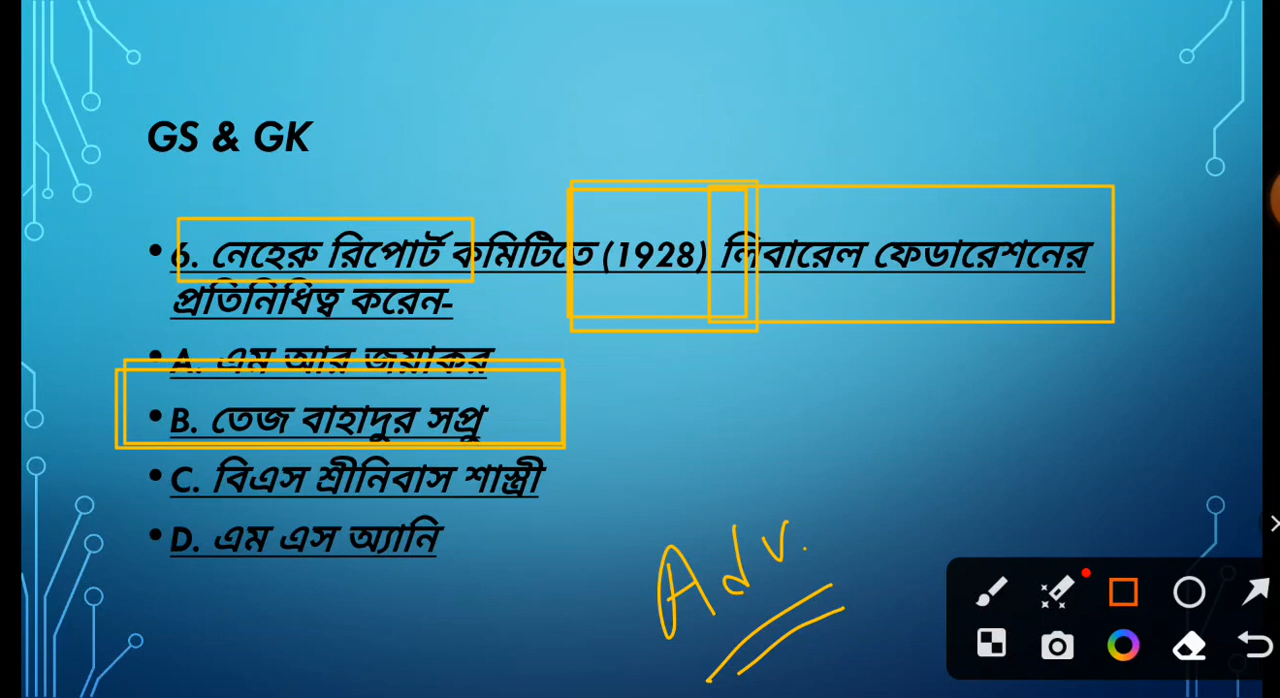 GS & GK
• 6. নেহেরু রিপোর্ট কমিটিতে (1928) লিবারেল ফেডারেশনের
প্রতিনিধিত্ব করেন-
• A. এম আর জয়াকর
• B. তেজ বাহাদুর সপ্রু
• C. বিএস শ্রীনিবাস শাস্ত্রী
• D. এম এস অ্যানি
Adv.